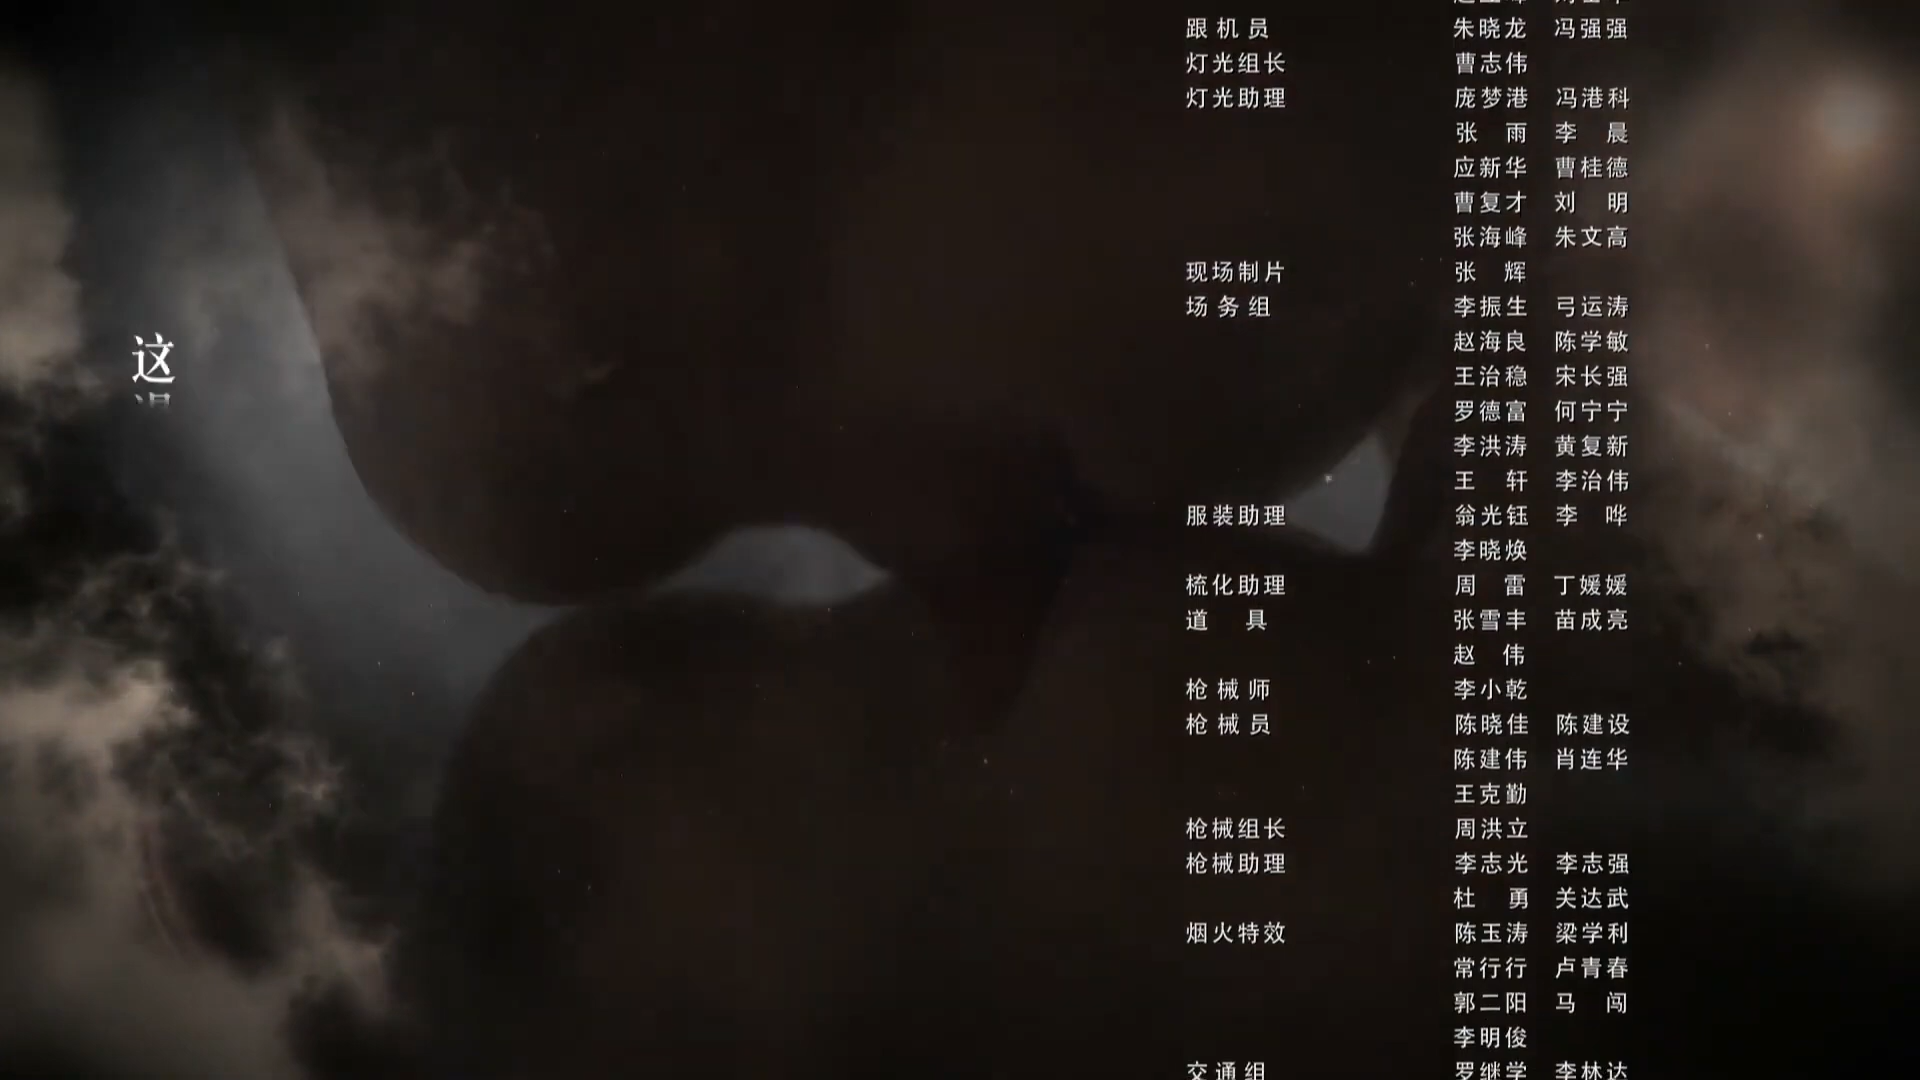 跟机员 朱晓龙 冯强强
灯光组长 曹志伟
灯光助理 庞梦港 冯港科
张雨 李晨
应新华 曹桂德
曹复才 刘明
张海峰 朱文高
现场制片 张辉
场务组 李振生 弓运涛
赵海良 陈学敏
王治稳 宋长强
罗德富 何宁宁
李洪涛 黄复新
王轩 李治伟
服装助理 翁光钰 李晔
李晓焕
梳化助理 周雷 丁媛媛
道具 张雪丰 苗成亮
赵伟
枪械师 李小乾
枪械员 陈晓佳 陈建设
陈建伟 肖连华
王克勤
枪械组长 周洪立
枪械助理 李志光 李志强
杜勇 关达武
烟火特效 陈玉涛 梁学利
常行行 卢青春
郭二阳 马闯
李明俊
交通组 罗继学 李林达
这